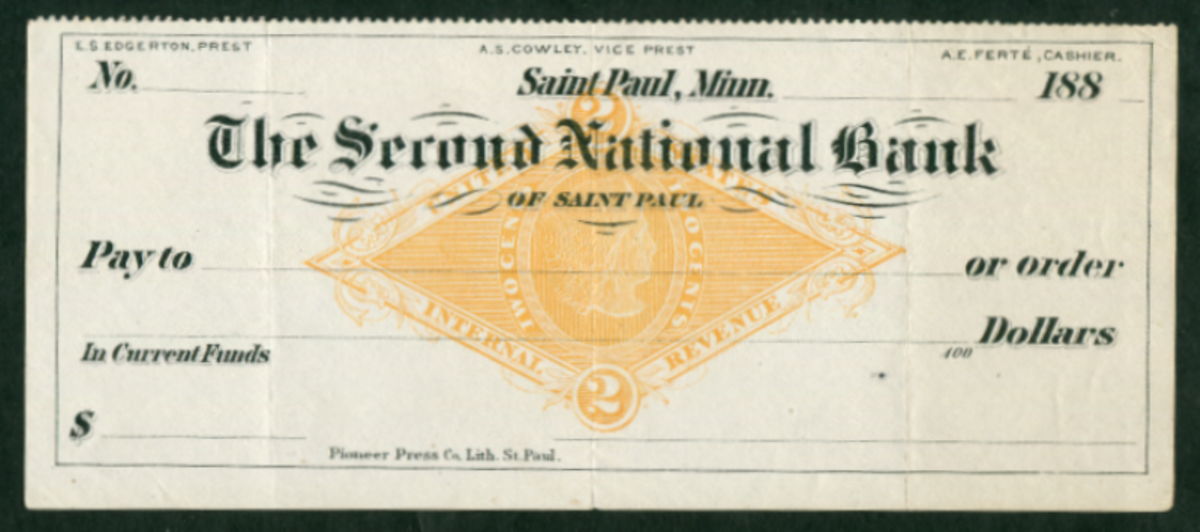 E.S. EDGERTON, PREST A.S. COWLEY, VICE PREST A.E. FERTÉ, CASHIER.
No. Saint Paul, Minn. 188
2
The Second National Bank
UNITED STATES
OF SAINT PAUL
TWO CENTS TWO CENTS
Pay to or order
INTERNAL REVENUE
Dollars
In Current Funds 100
2
$
Pioneer Press Co. Lith. St. Paul.